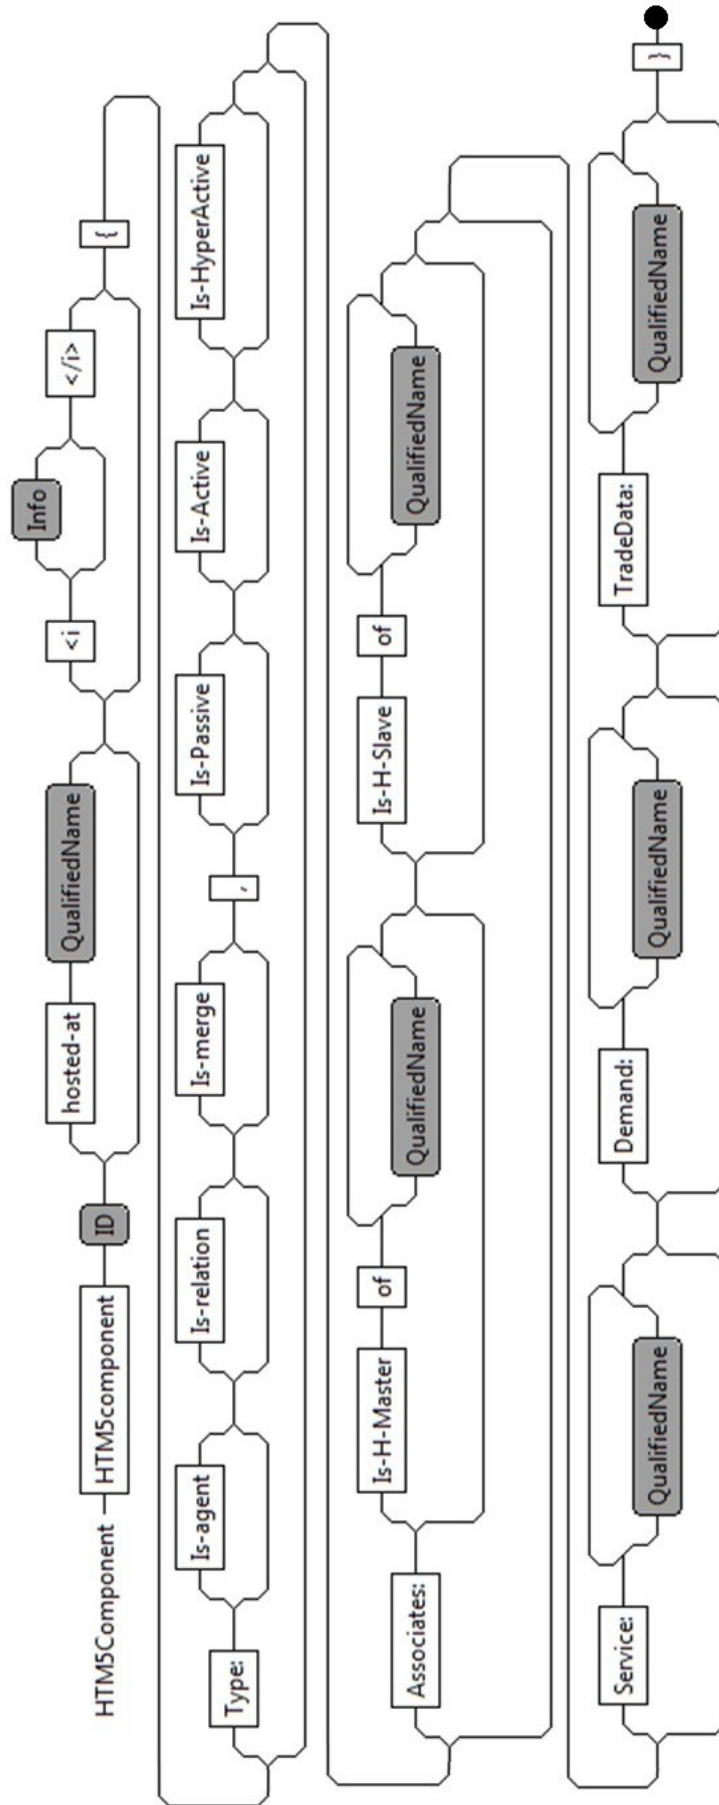 HTM5Component HTM5component ID hosted-at QualifiedName <i Info </i> {
Type: Is-agent Is-relation Is-merge , Is-Passive Is-Active Is-HyperActive
Associates: Is-H-Master of QualifiedName Is-H-Slave of QualifiedName
Service: QualifiedName Demand: QualifiedName TradeData: QualifiedName }